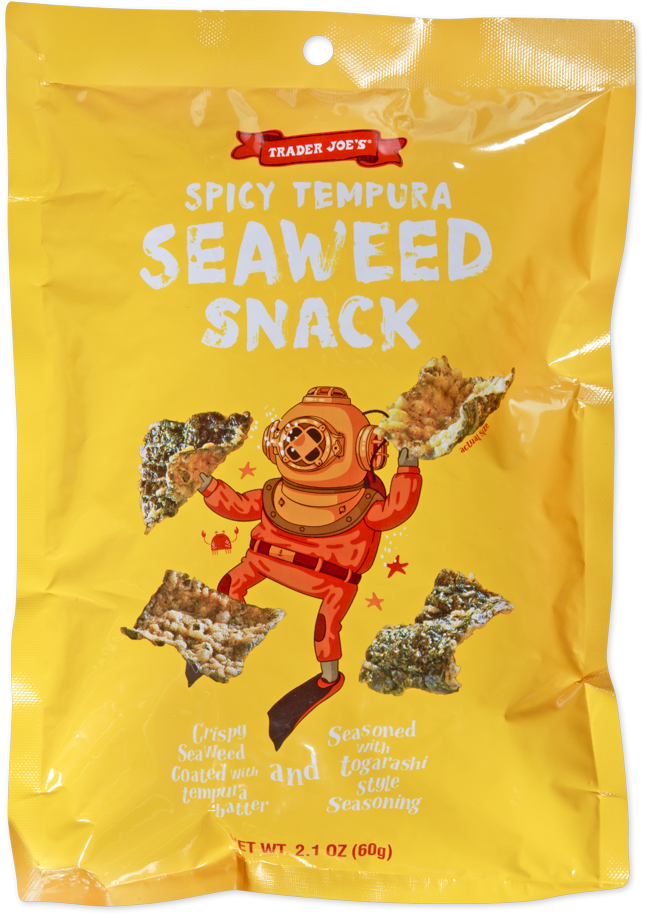 TRADER JOE'S®
SPICY TEMPURA
SEAWEED
SNACK
actual size
Crispy
Seaweed
Coated with
tempura
batter
and
Seasoned
with
togarashi
style
Seasoning
ET WT. 2.1 OZ (60g)